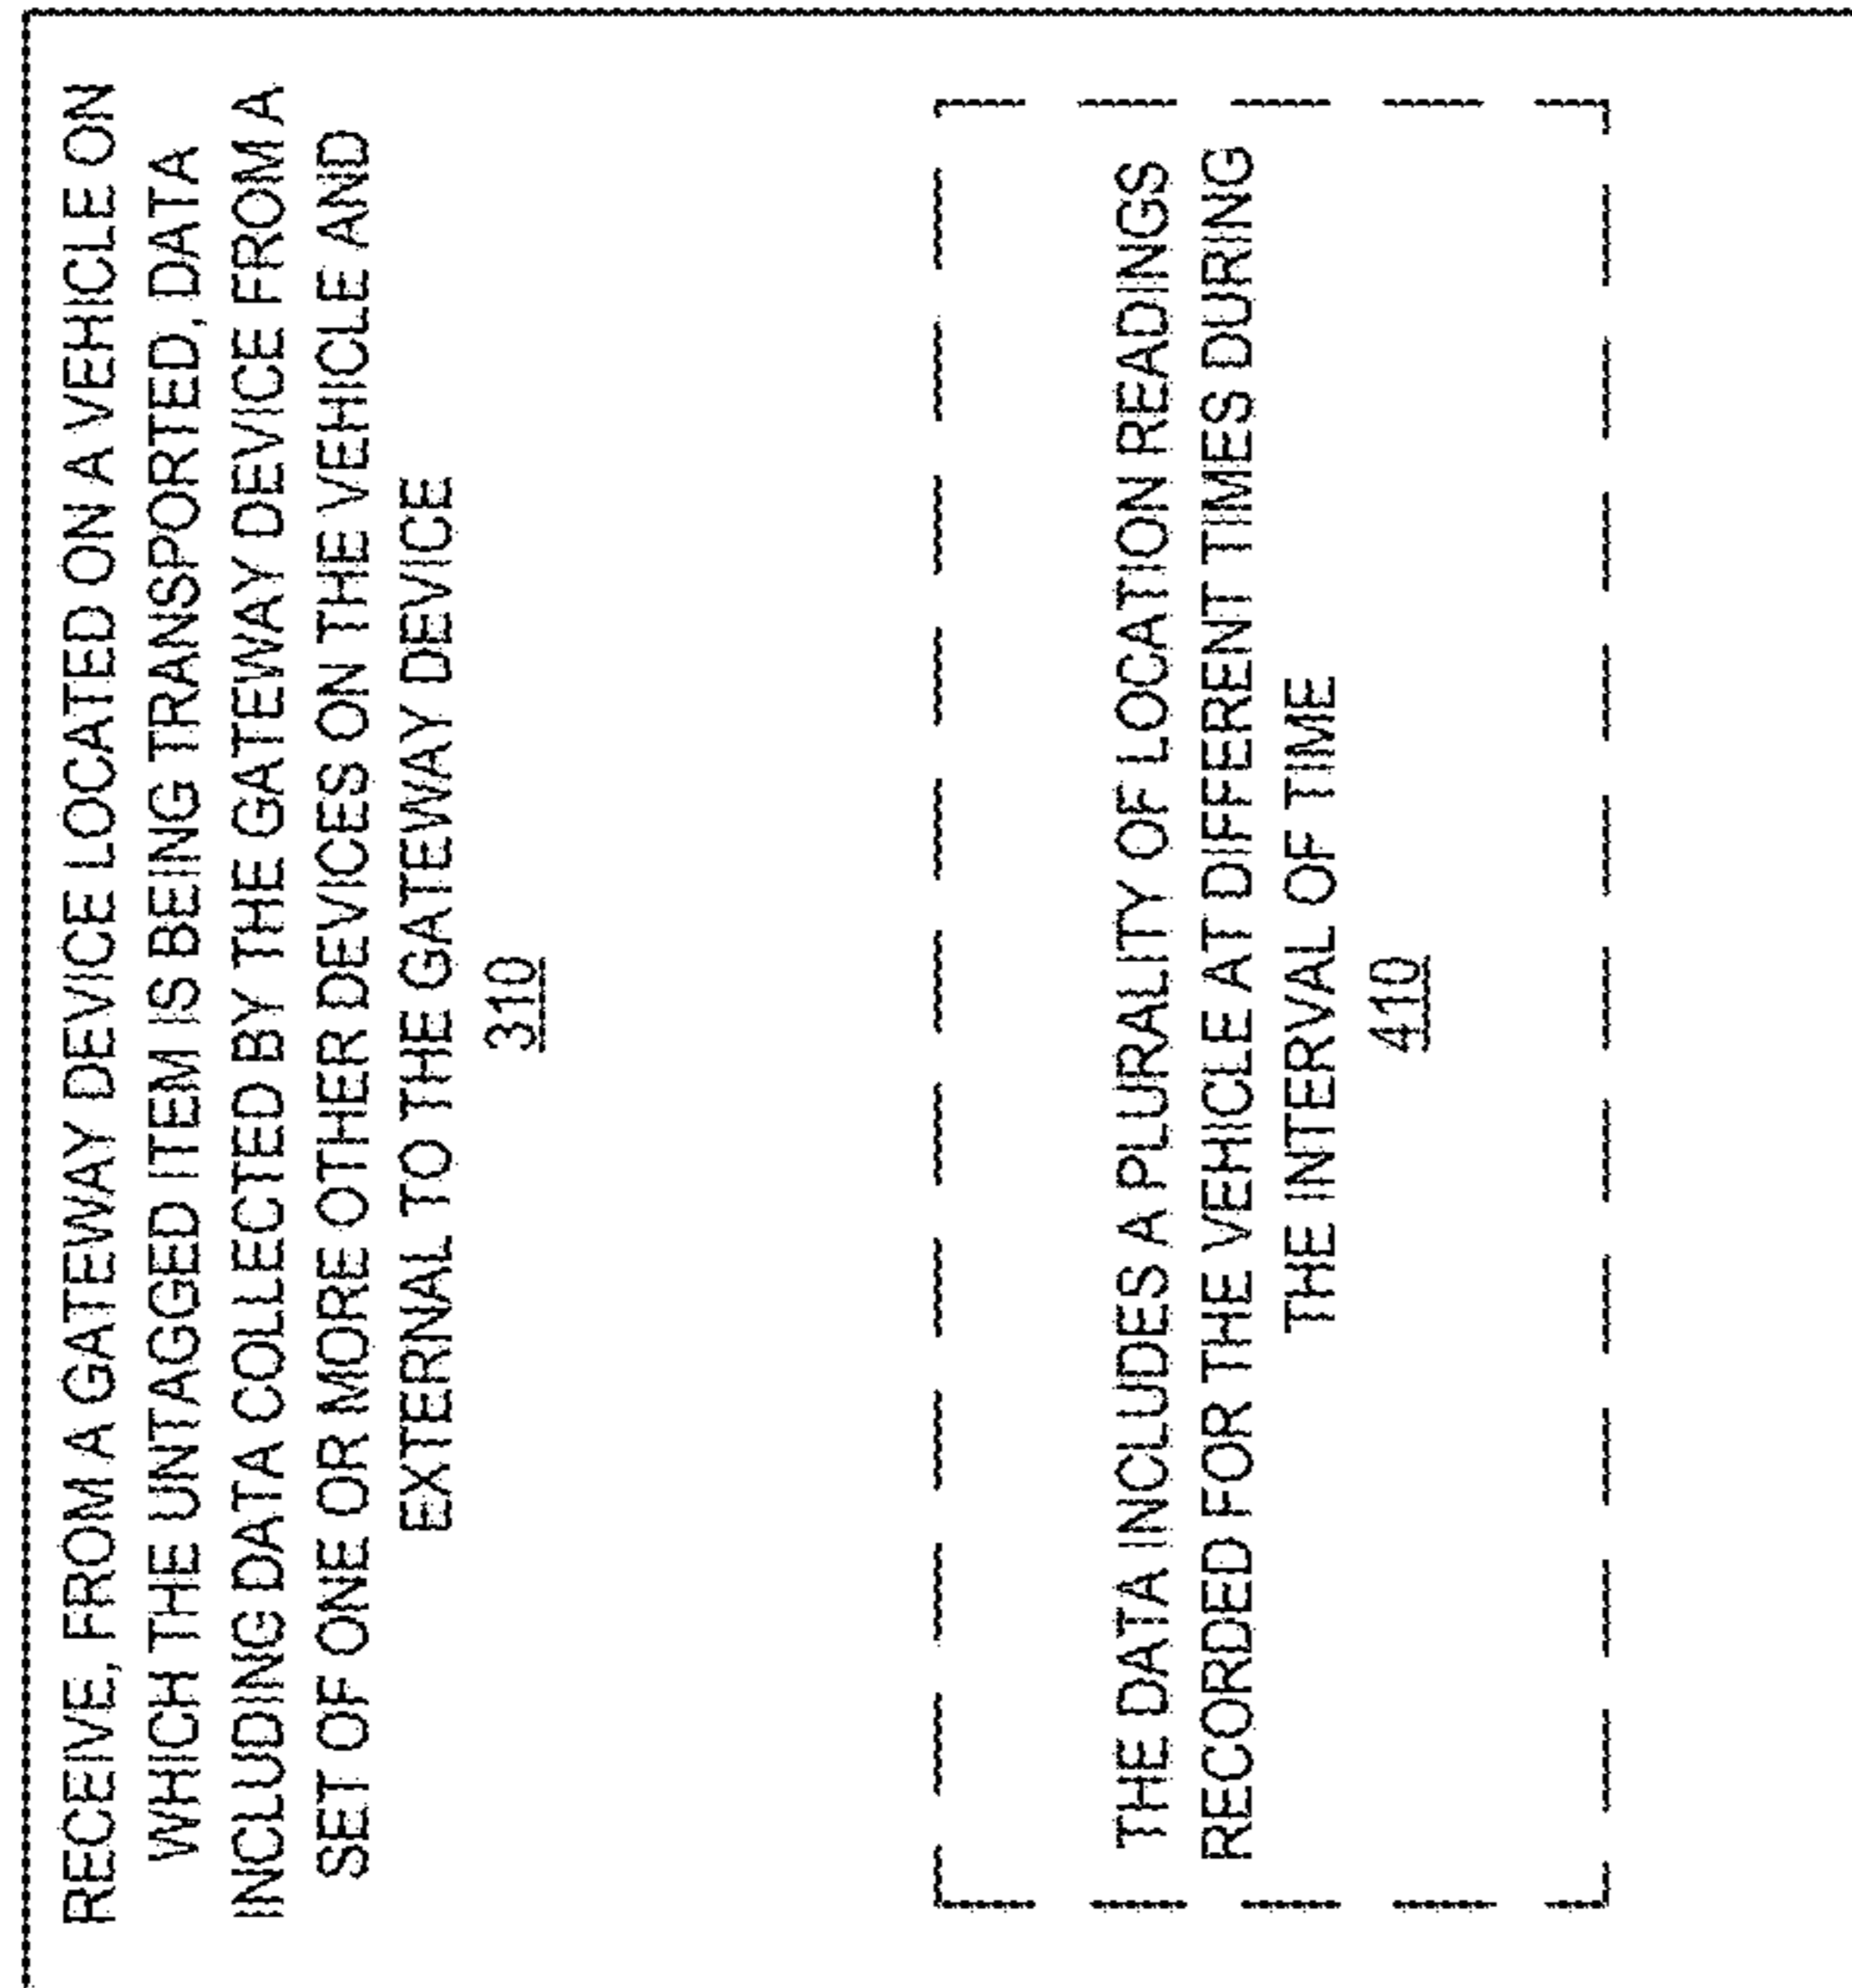 RECEIVE, FROM A GATEWAY DEVICE LOCATED ON A VEHICLE ON
WHICH THE UNTAGGED ITEM IS BEING TRANSPORTED, DATA
INCLUDING DATA COLLECTED BY THE GATEWAY DEVICE FROM A
SET OF ONE OR MORE OTHER DEVICES ON THE VEHICLE AND
EXTERNAL TO THE GATEWAY DEVICE
310
THE DATA INCLUDES A PLURALITY OF LOCATION READINGS
RECORDED FOR THE VEHICLE AT DIFFERENT TIMES DURING
THE INTERVAL OF TIME
410